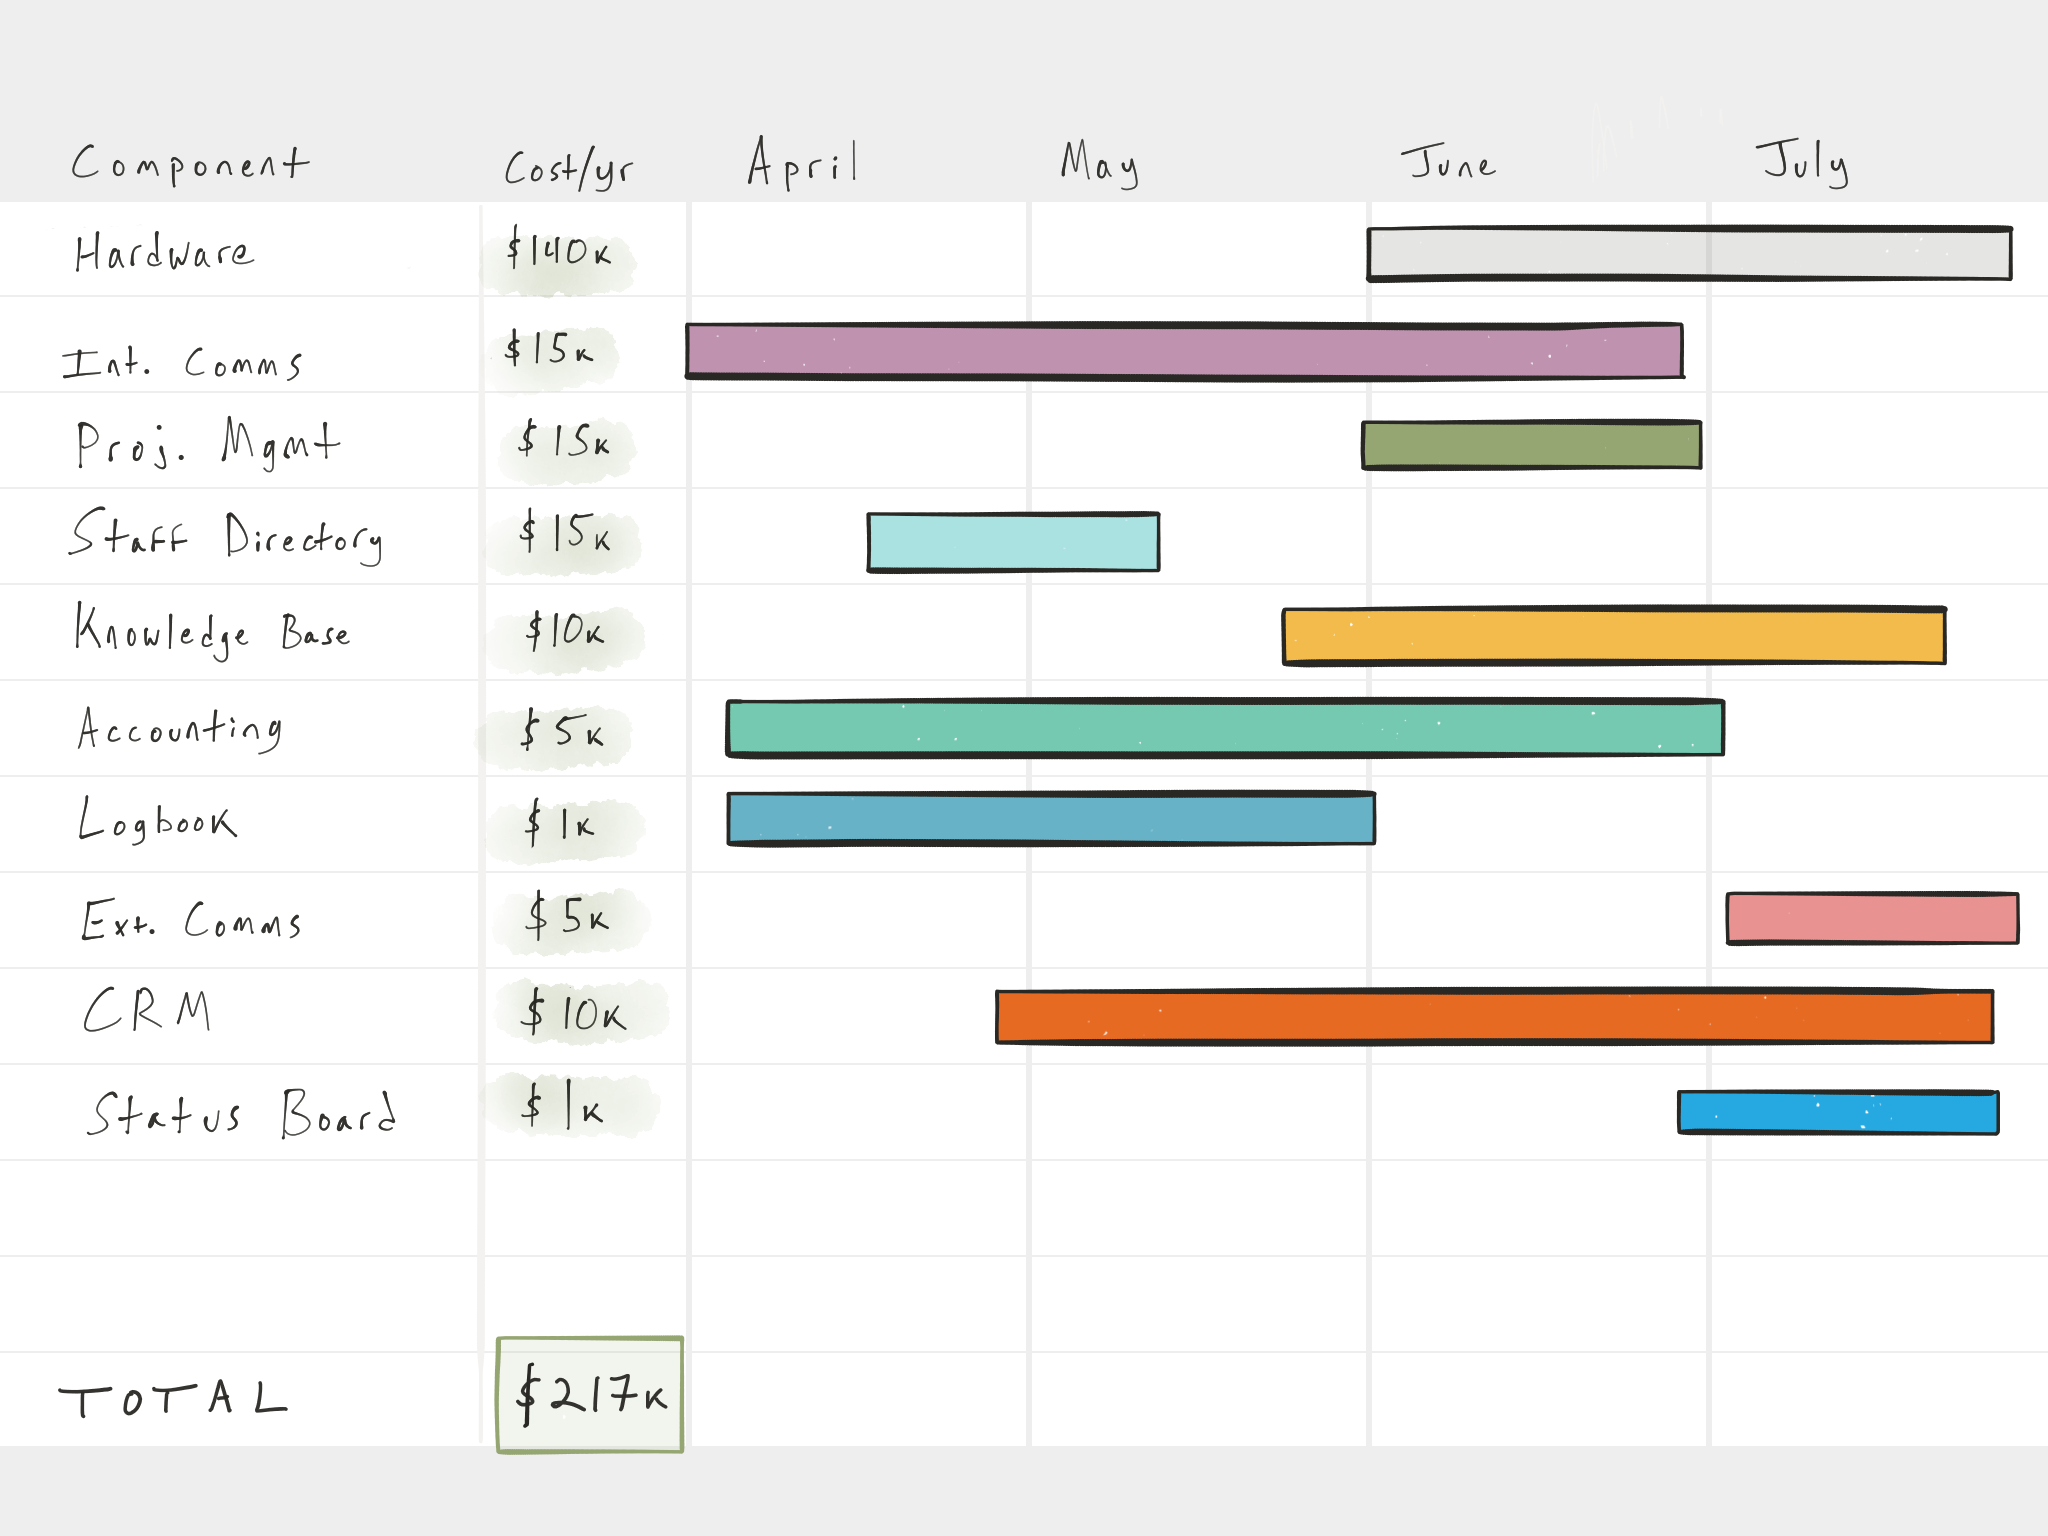 Component Cost/yr April May June July
Hardware $140k
Int. Comms $15k
Proj. Mgmt $15k
Staff Directory $15k
Knowledge Base $10k
Accounting $5k
Logbook $1k
Ext. Comms $5k
CRM $10k
Status Board $1k
TOTAL $217k